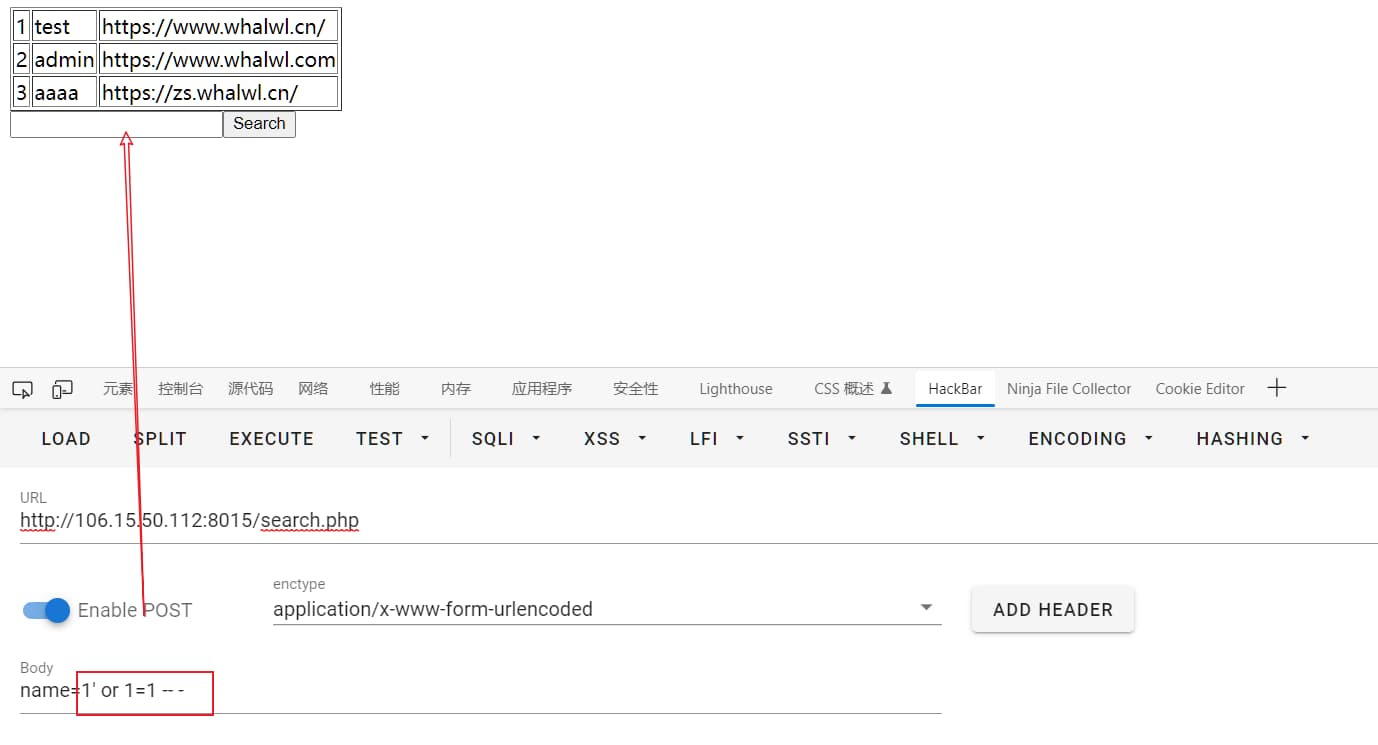 1 test https://www.whalwl.cn/
2 admin https://www.whalwl.com
3 aaaa https://zs.whalwl.cn/
Search
元素 控制台 源代码 网络 性能 内存 应用程序 安全性 Lighthouse CSS 概述 HackBar Ninja File Collector Cookie Editor
LOAD SPLIT EXECUTE TEST SQLI XSS LFI SSTI SHELL ENCODING HASHING
URL
http://106.15.50.112:8015/search.php
enctype
Enable POST application/x-www-form-urlencoded ADD HEADER
Body
name=1' or 1=1 -- -